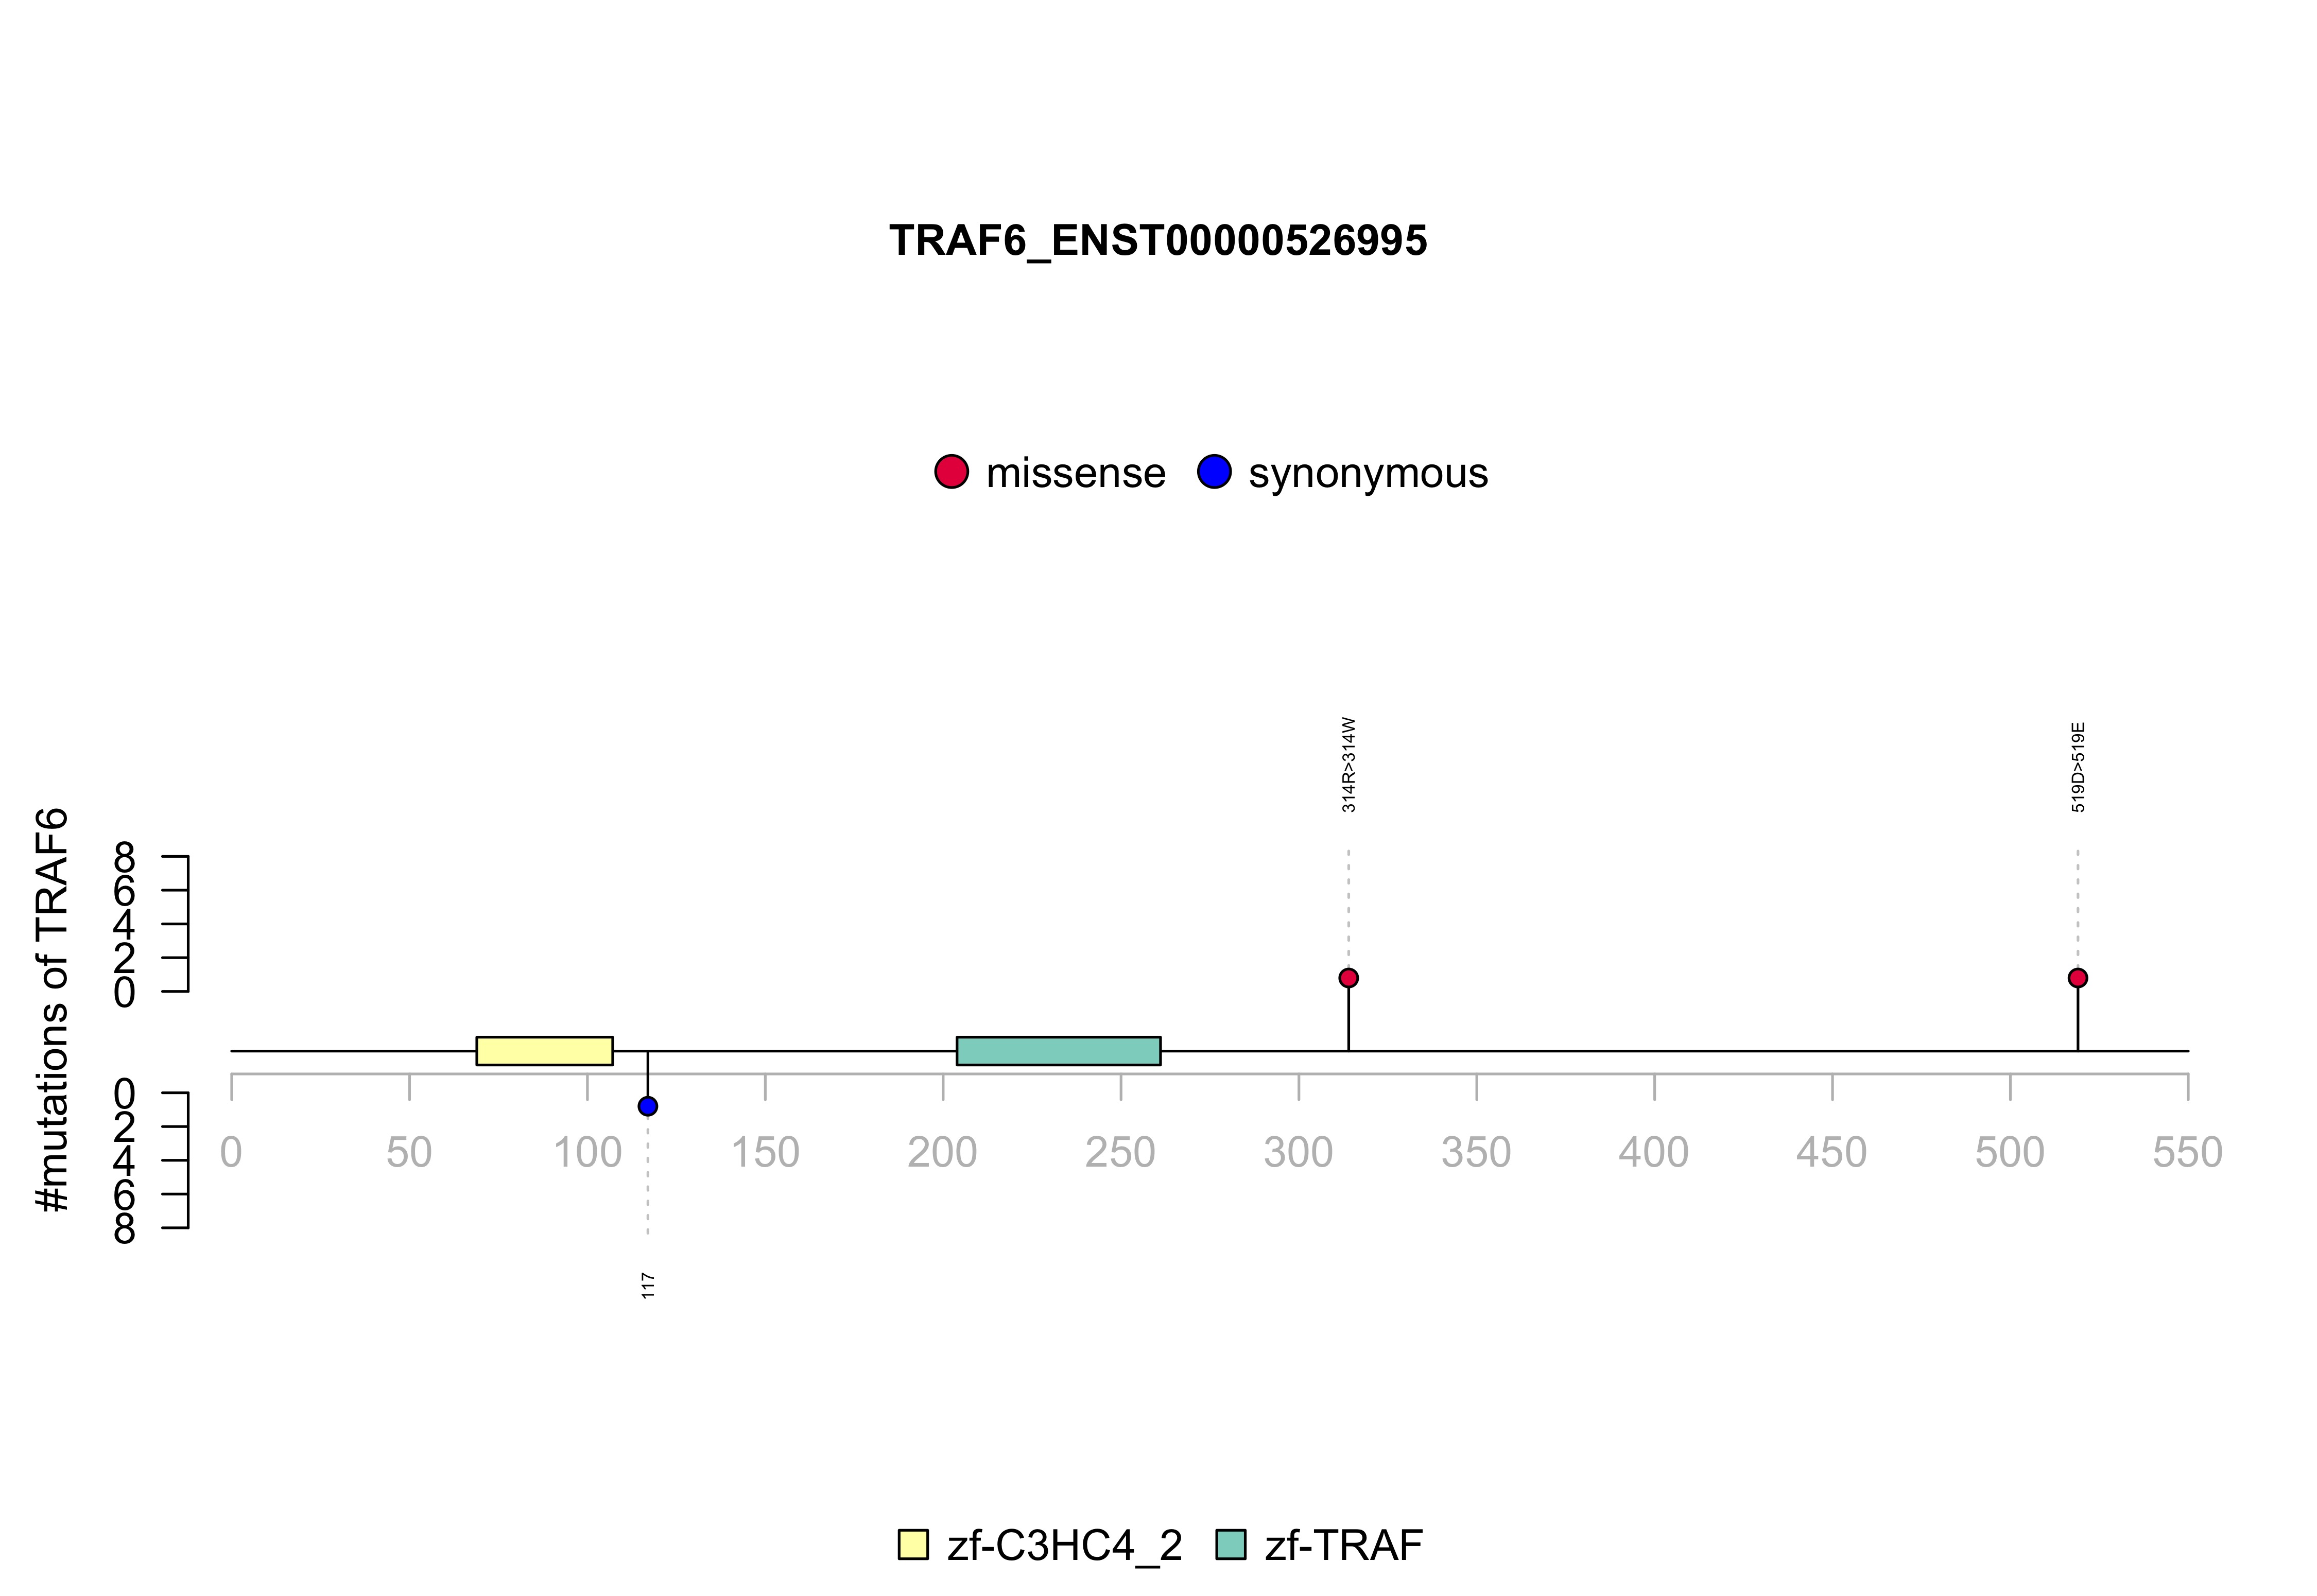 TRAF6_ENST00000526995
missense synonymous
314R>314W
519D>519E
#mutations of TRAF6
8
6
4
2
0
0
2
4
6
8
0 50 100 150 200 250 300 350 400 450 500 550
117
zf-C3HC4_2 zf-TRAF